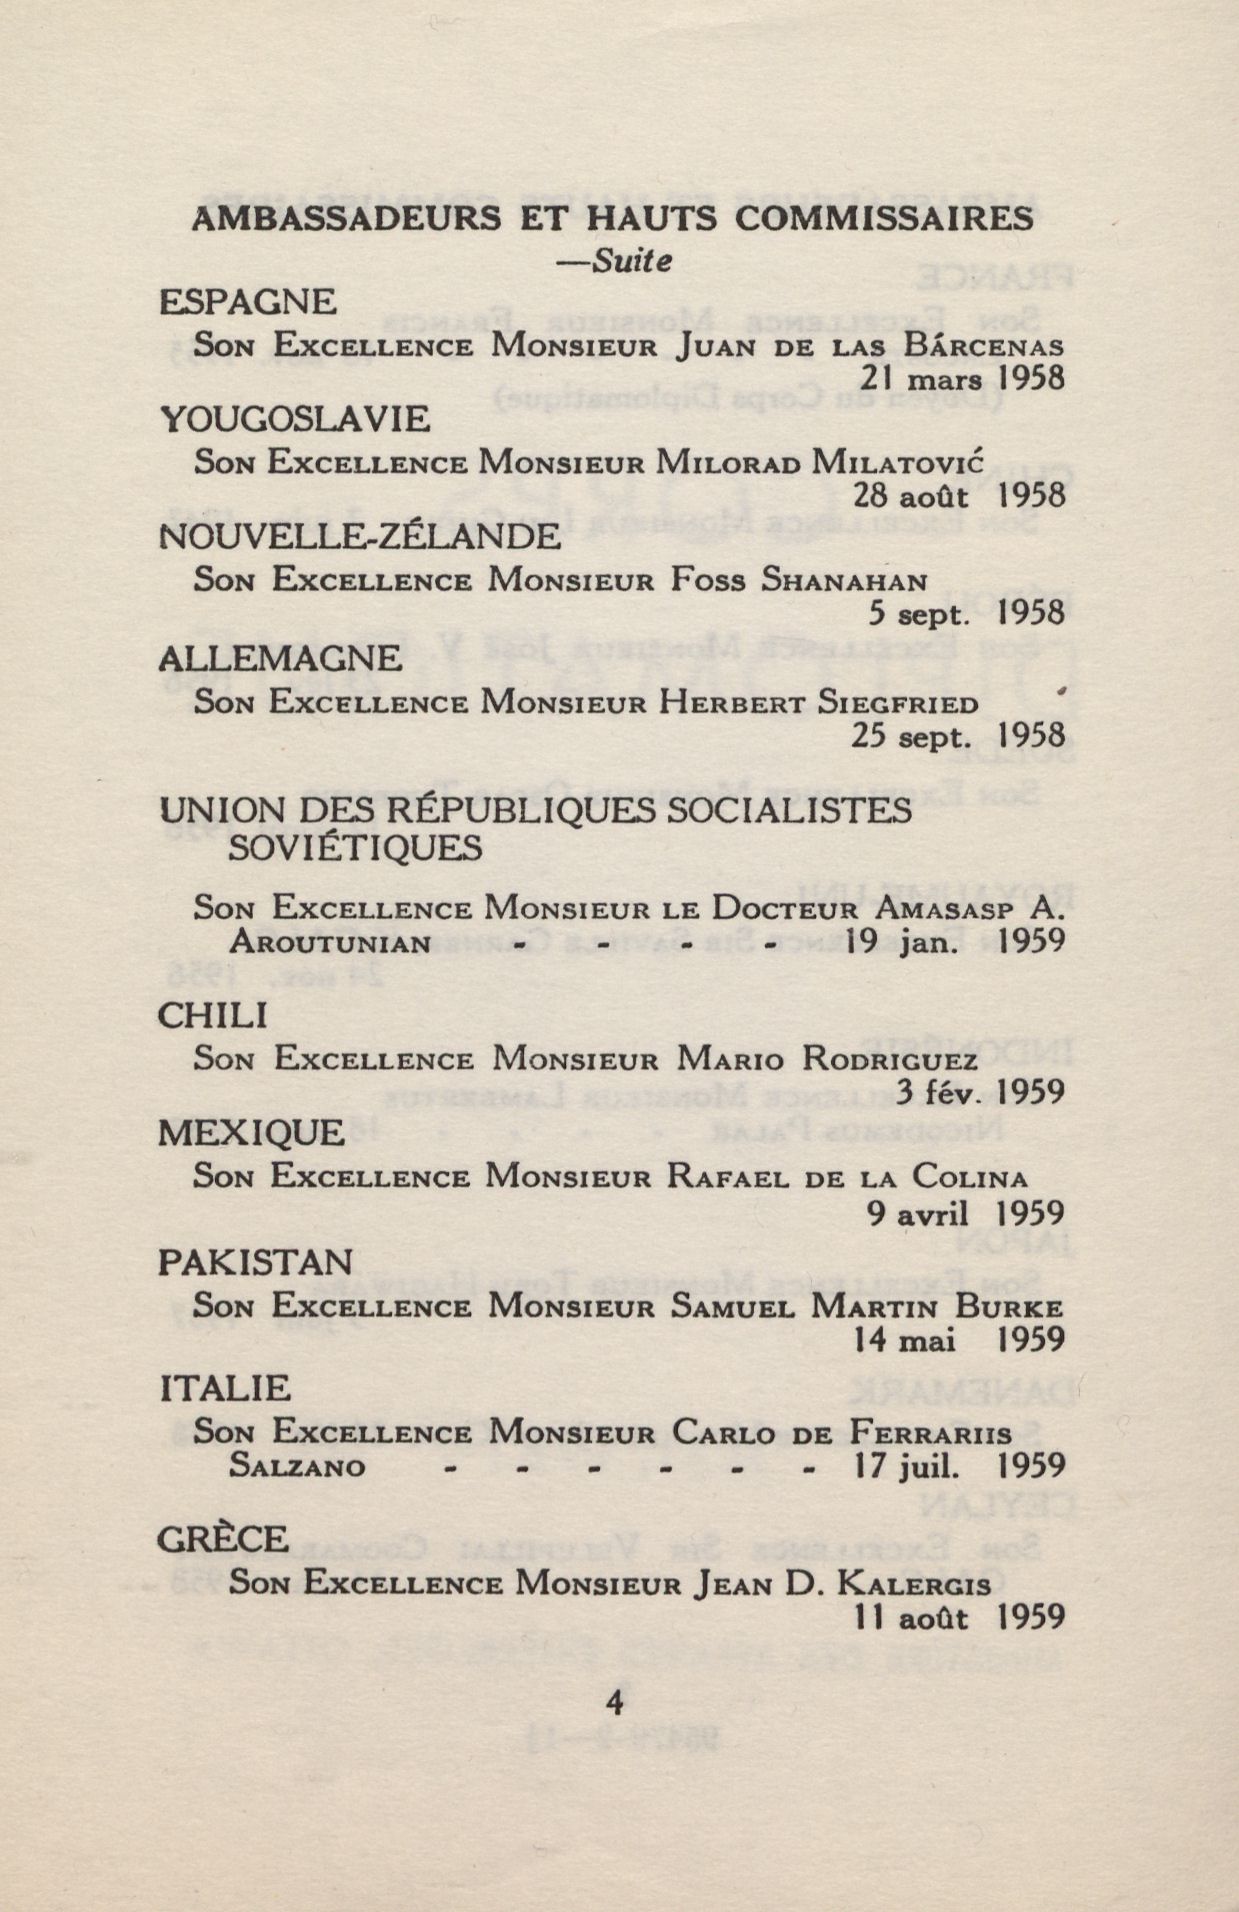 AMBASSADEURS ET HAUTS COMMISSAIRES
—Suite
ESPAGNE
Son Excellence Monsieur Juan de las Bárcenas
21 mars 1958
YOUGOSLAVIE
Son Excellence Monsieur Milorad Milatović
28 août 1958
NOUVELLE-ZÉLANDE
Son Excellence Monsieur Foss Shanahan
5 sept. 1958
ALLEMAGNE
Son Excellence Monsieur Herbert Siegfried
25 sept. 1958
UNION DES RÉPUBLIQUES SOCIALISTES
SOVIÉTIQUES
Son Excellence Monsieur le Docteur Amasasp A.
Aroutunian - - - - 19 jan. 1959
CHILI
Son Excellence Monsieur Mario Rodriguez
3 fév. 1959
MEXIQUE
Son Excellence Monsieur Rafael de la Colina
9 avril 1959
PAKISTAN
Son Excellence Monsieur Samuel Martin Burke
14 mai 1959
ITALIE
Son Excellence Monsieur Carlo de Ferrariis
Salzano - - - - - - 17 juil. 1959
GRÈCE
Son Excellence Monsieur Jean D. Kalergis
11 août 1959
4